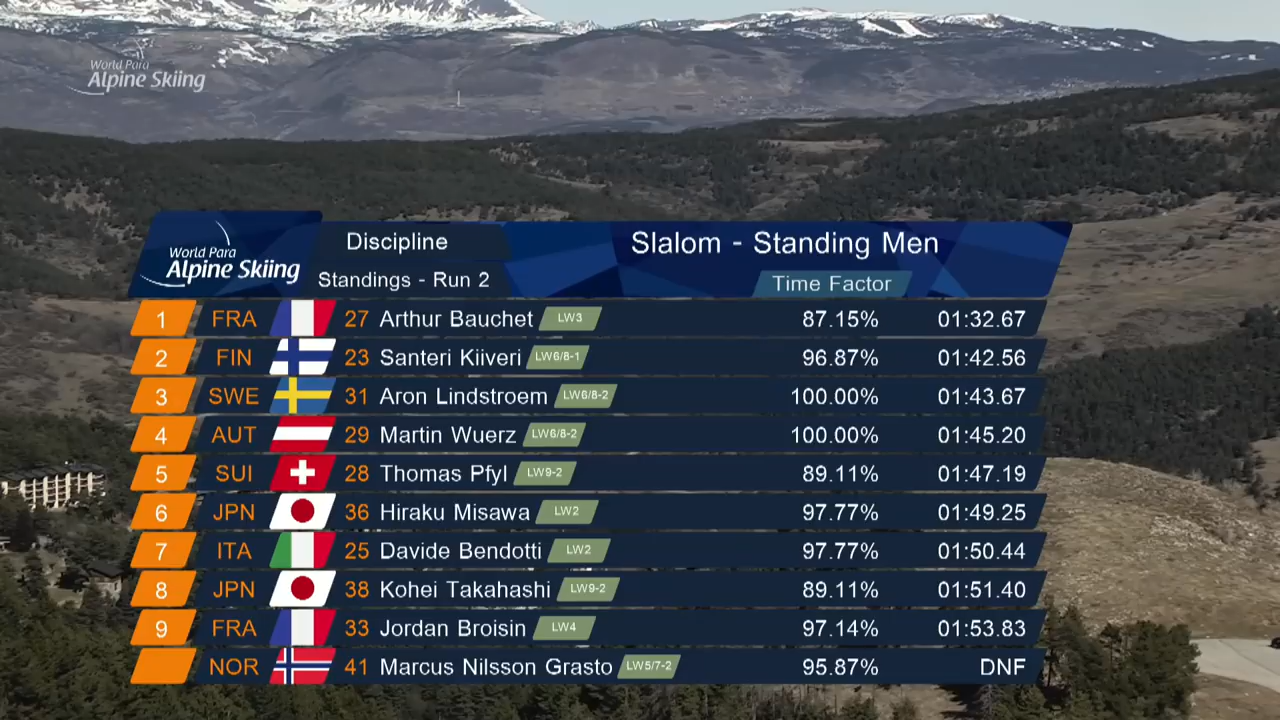 World Para
Alpine Skiing
World Para
Alpine Skiing
Discipline
Slalom - Standing Men
Standings - Run 2
Time Factor
1 FRA 27 Arthur Bauchet LW3 87.15% 01:32.67
2 FIN 23 Santeri Kiiveri LW6/8-1 96.87% 01:42.56
3 SWE 31 Aron Lindstroem LW6/8-2 100.00% 01:43.67
4 AUT 29 Martin Wuerz LW6/8-2 100.00% 01:45.20
5 SUI 28 Thomas Pfyl LW9-2 89.11% 01:47.19
6 JPN 36 Hiraku Misawa LW2 97.77% 01:49.25
7 ITA 25 Davide Bendotti LW2 97.77% 01:50.44
8 JPN 38 Kohei Takahashi LW9-2 89.11% 01:51.40
9 FRA 33 Jordan Broisin LW4 97.14% 01:53.83
NOR 41 Marcus Nilsson Grasto LW5/7-2 95.87% DNF